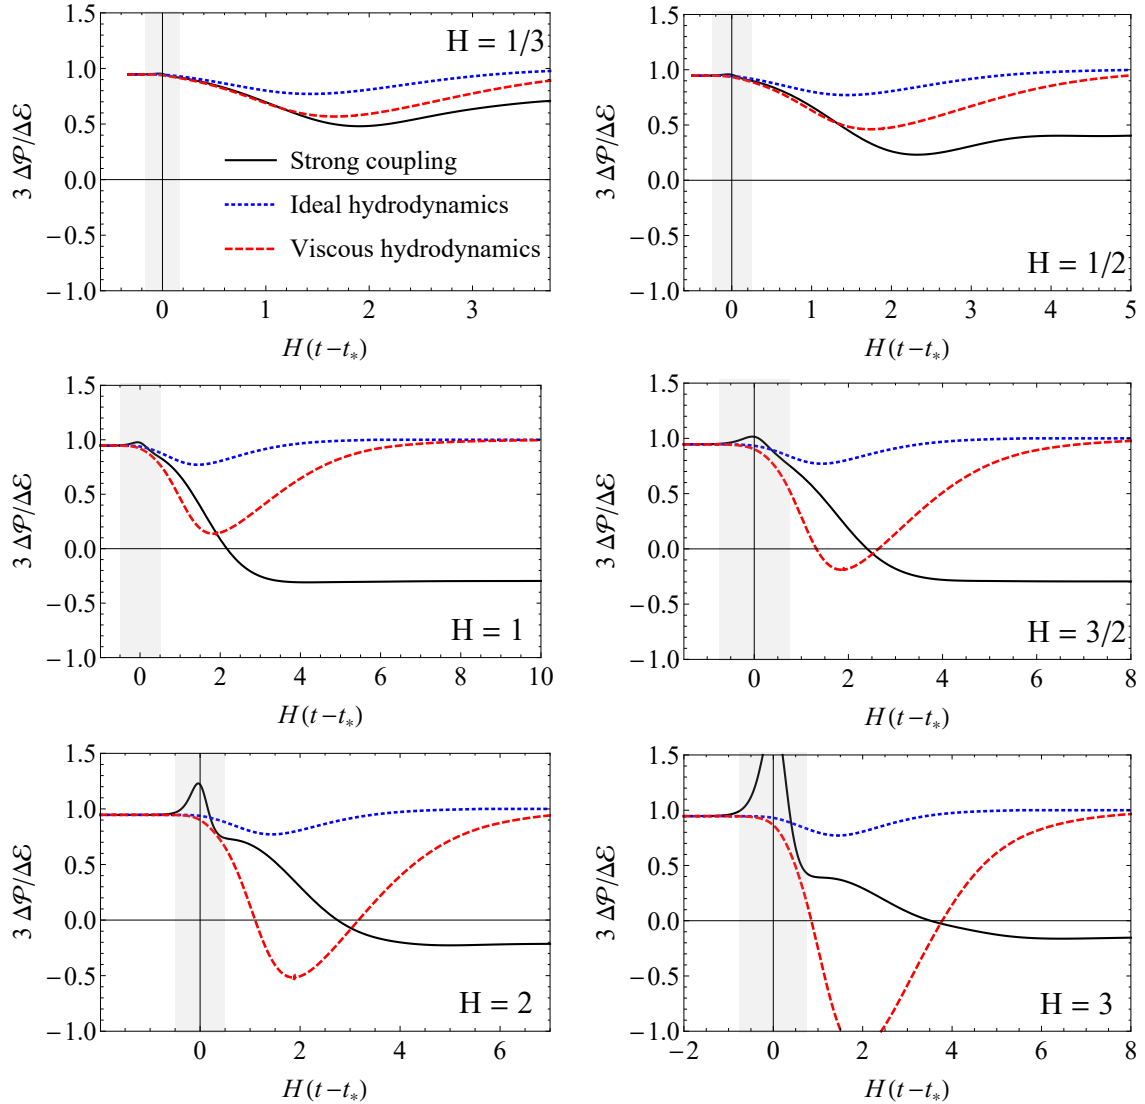 1.5
1.0
0.5
0.0
−0.5
−1.0
3 Δ𝒫/Δℰ
H = 1/3
Strong coupling
Ideal hydrodynamics
Viscous hydrodynamics
0 1 2 3
H (t−t*)
1.5
1.0
0.5
0.0
−0.5
−1.0
3 Δ𝒫/Δℰ
H = 1/2
0 1 2 3 4 5
H (t−t*)
1.5
1.0
0.5
0.0
−0.5
−1.0
3 Δ𝒫/Δℰ
H = 1
0 2 4 6 8 10
H (t−t*)
1.5
1.0
0.5
0.0
−0.5
−1.0
3 Δ𝒫/Δℰ
H = 3/2
0 2 4 6 8
H (t−t*)
1.5
1.0
0.5
0.0
−0.5
−1.0
3 Δ𝒫/Δℰ
H = 2
0 2 4 6
H (t−t*)
1.5
1.0
0.5
0.0
−0.5
−1.0
3 Δ𝒫/Δℰ
H = 3
−2 0 2 4 6 8
H (t−t*)